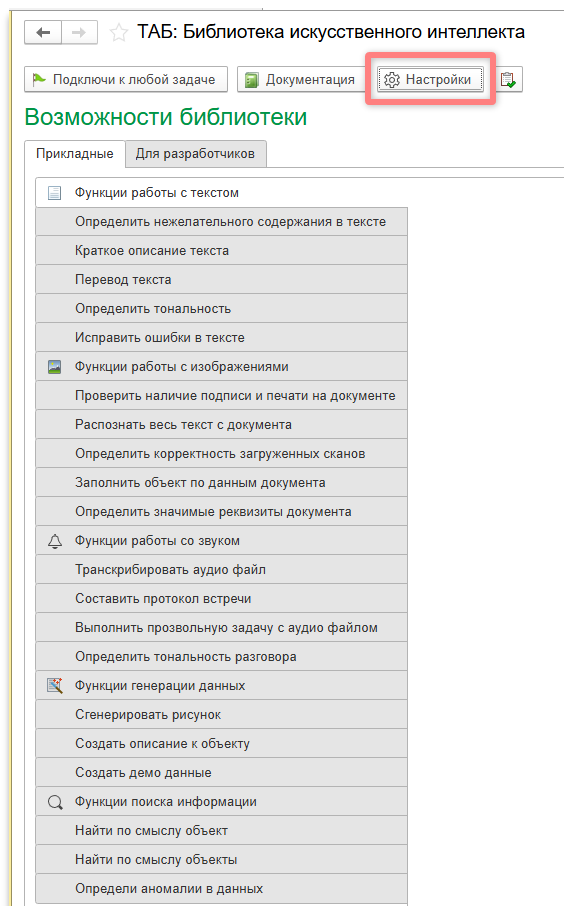 ТАБ: Библиотека искусственного интеллекта
Подключи к любой задаче Документация Настройки
Возможности библиотеки
Прикладные Для разработчиков
Функции работы с текстом
Определить нежелательного содержания в тексте
Краткое описание текста
Перевод текста
Определить тональность
Исправить ошибки в тексте
Функции работы с изображениями
Проверить наличие подписи и печати на документе
Распознать весь текст с документа
Определить корректность загруженных сканов
Заполнить объект по данным документа
Определить значимые реквизиты документа
Функции работы со звуком
Транскрибировать аудио файл
Составить протокол встречи
Выполнить прозвольную задачу с аудио файлом
Определить тональность разговора
Функции генерации данных
Сгенерировать рисунок
Создать описание к объекту
Создать демо данные
Функции поиска информации
Найти по смыслу объект
Найти по смыслу объекты
Определи аномалии в данных